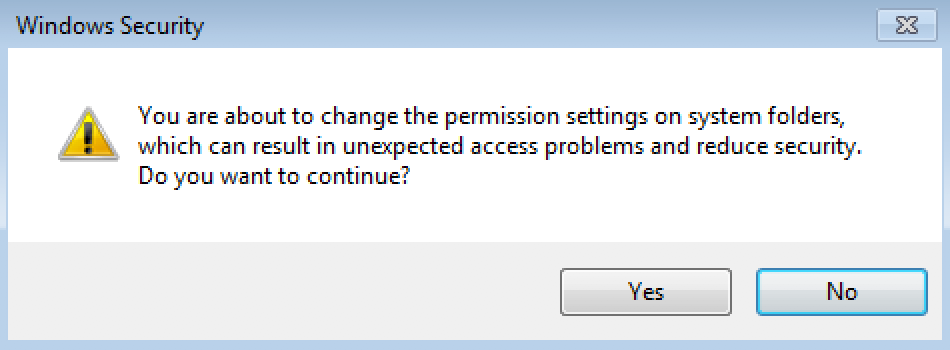 Windows Security
You are about to change the permission settings on system folders,
which can result in unexpected access problems and reduce security.
Do you want to continue?
Yes
No